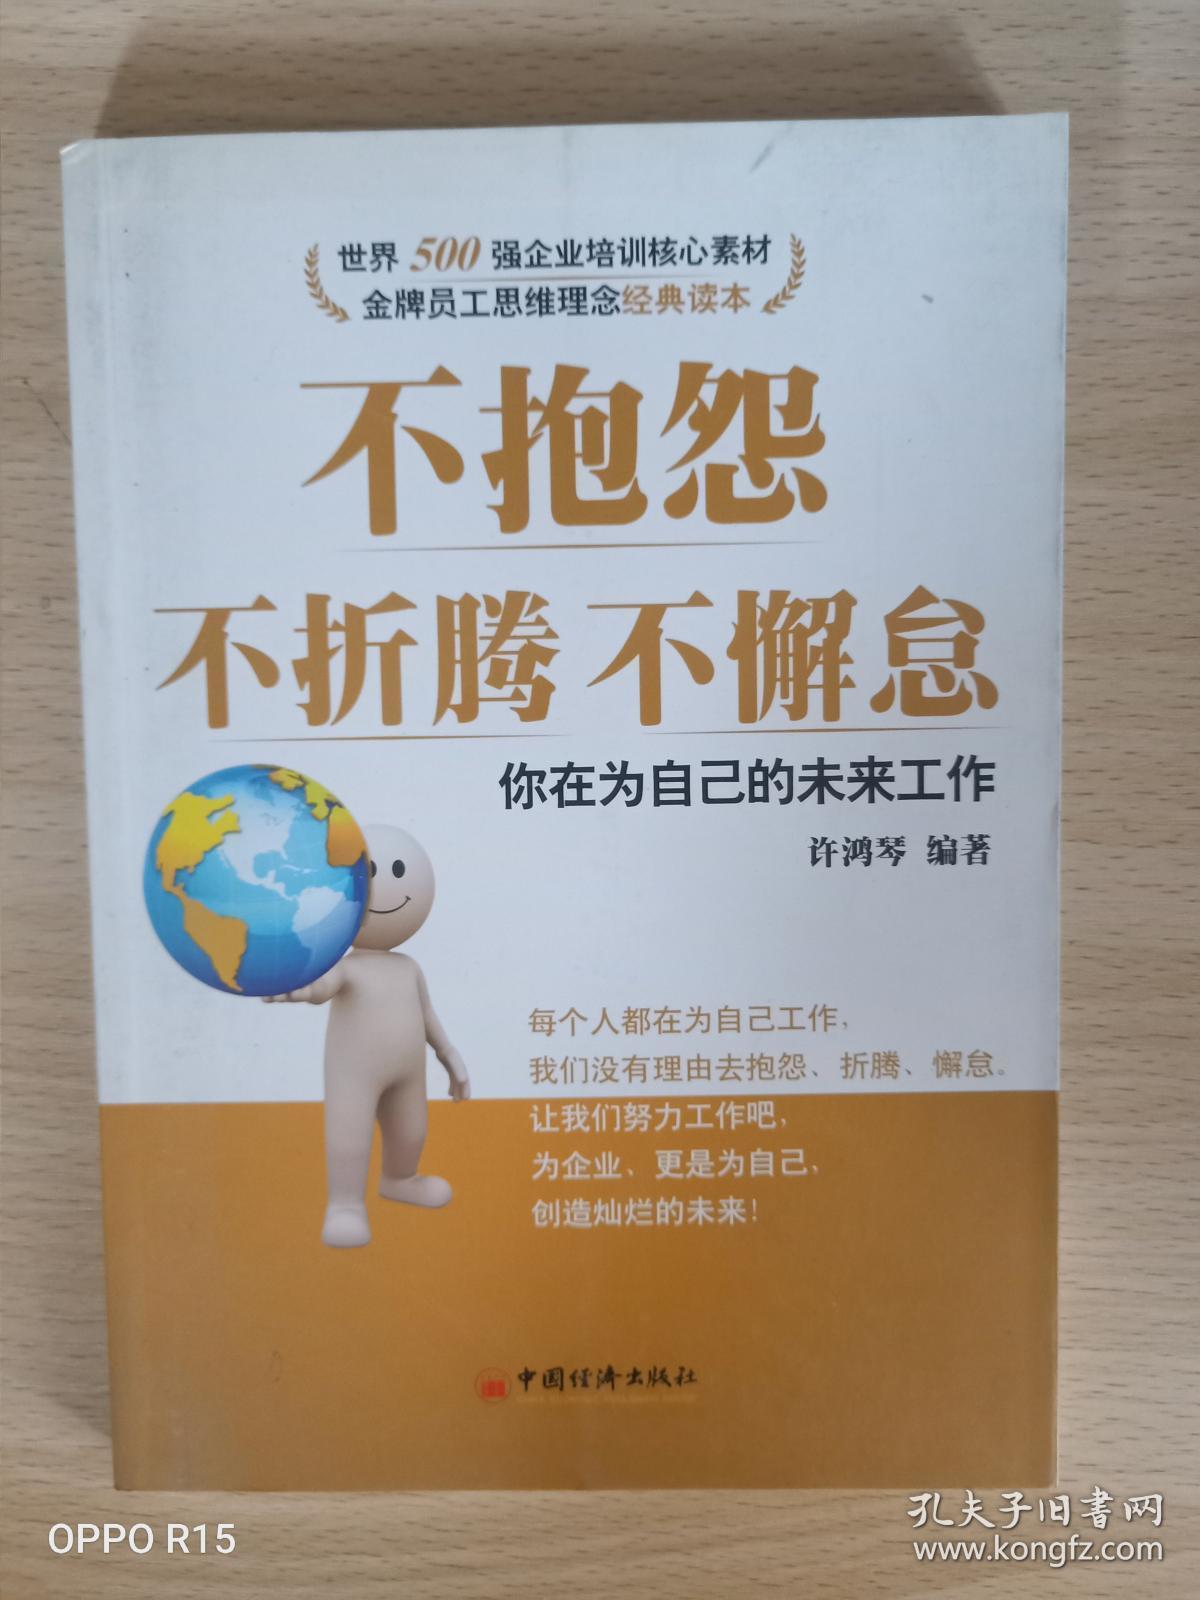 世界500强企业培训核心素材
金牌员工思维理念经典读本
不抱怨
不折腾 不懈怠
你在为自己的未来工作
许鸿琴 编著
每个人都在为自己工作，
我们没有理由去抱怨、折腾、懈怠。
让我们努力工作吧，
为企业、更是为自己，
创造灿烂的未来！
中国经济出版社
OPPO R15
孔夫子旧书网
www.kongfz.com